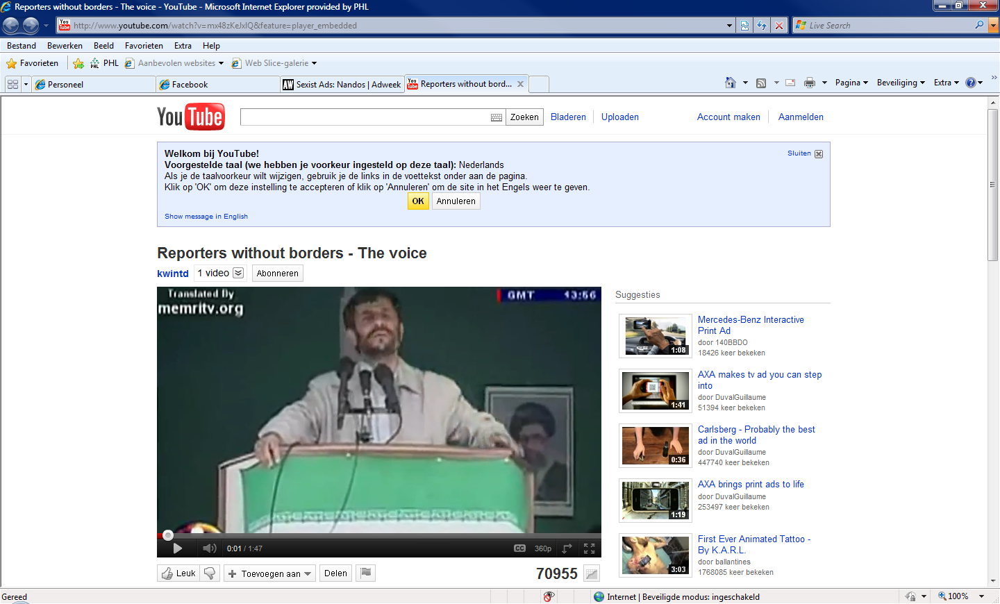 Reporters without borders - The voice - YouTube - Microsoft Internet Explorer provided by PHL
You Tube http://www.youtube.com/watch?v=mx48zKeJxIQ&feature=player_embedded
Live Search
Bestand Bewerken Beeld Favorieten Extra Help
Favorieten PHL PHL Aanbevolen websites Web Slice-galerie
Personeel Facebook AW Sexist Ads: Nandos | Adweek You Tube Reporters without bord... Pagina Beveiliging Extra
YouTube Zoeken Bladeren Uploaden Account maken Aanmelden
Welkom bij YouTube! Sluiten
Voorgestelde taal (we hebben je voorkeur ingesteld op deze taal): Nederlands
Als je de taalvoorkeur wilt wijzigen, gebruik je de links in de voettekst onder aan de pagina.
Klik op 'OK' om deze instelling te accepteren of klik op 'Annuleren' om de site in het Engels weer te geven.
OK Annuleren
Show message in English
Reporters without borders - The voice
kwintd 1 video Abonneren
Translated By
memritv.org
GMT 13:56
0:01 / 1:47 CC 360p
Leuk Toevoegen aan Delen 70955
Suggesties
1:08
Mercedes-Benz Interactive
Print Ad
door 140BBDO
18426 keer bekeken
1:41
AXA makes tv ad you can step
into
door DuvalGuillaume
51394 keer bekeken
0:36
Carlsberg - Probably the best
ad in the world
door DuvalGuillaume
447740 keer bekeken
1:19
AXA brings print ads to life
door DuvalGuillaume
253497 keer bekeken
3:03
First Ever Animated Tattoo -
By K.A.R.L.
door ballantines
1768085 keer bekeken
Gereed Internet | Beveiligde modus: ingeschakeld 100%